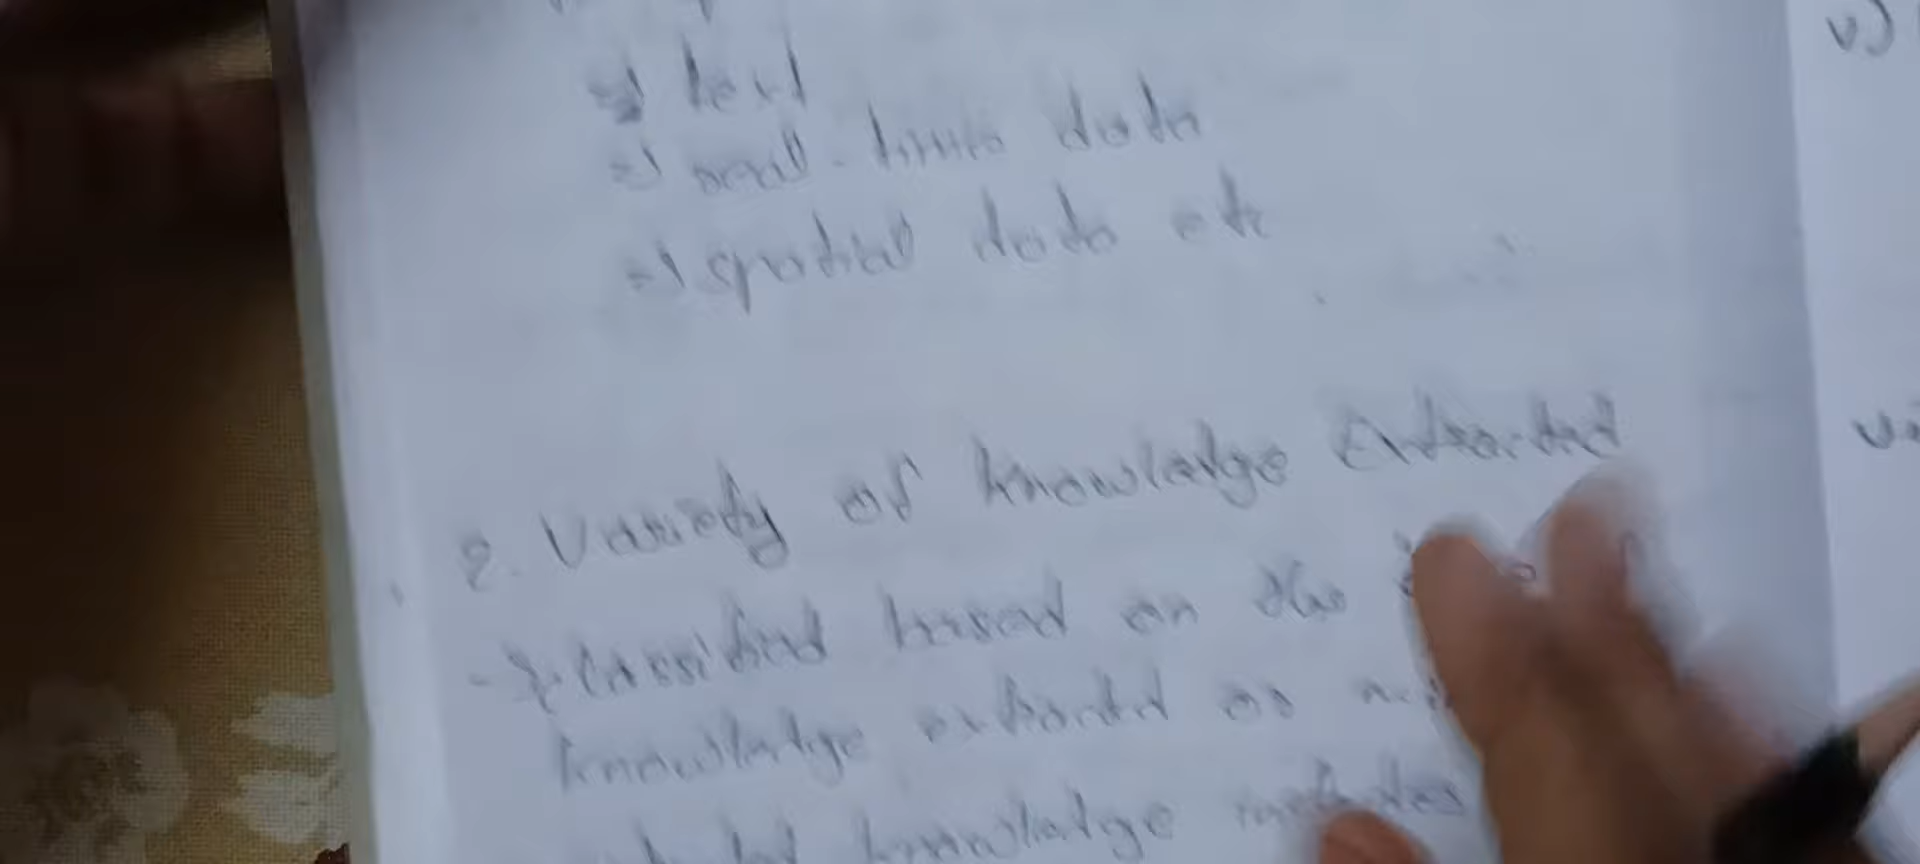 ⇒ text
⇒ real-time data
⇒ spatial data etc
2. Variety of knowledge Extracted
→ classified based on the
knowledge extracted or
knowledge includes
v)